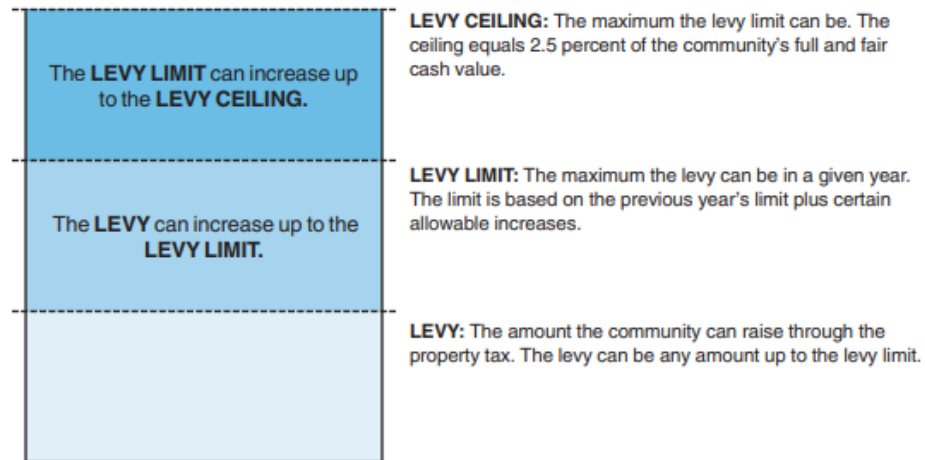 LEVY CEILING: The maximum the levy limit can be. The
ceiling equals 2.5 percent of the community's full and fair
cash value.
The LEVY LIMIT can increase up
to the LEVY CEILING.
LEVY LIMIT: The maximum the levy can be in a given year.
The limit is based on the previous year's limit plus certain
allowable increases.
The LEVY can increase up to the
LEVY LIMIT.
LEVY: The amount the community can raise through the
property tax. The levy can be any amount up to the levy limit.